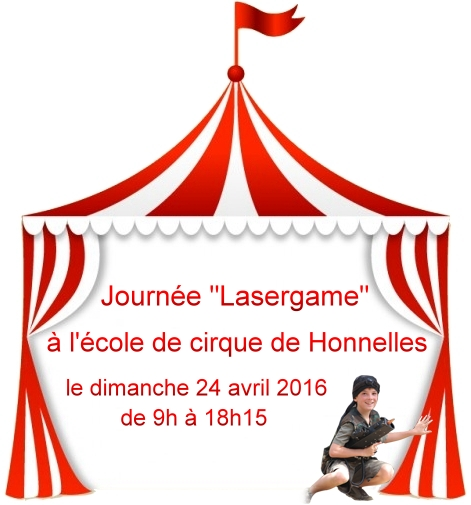 Journée "Lasergame"
à l'école de cirque de Honnelles
le dimanche 24 avril 2016
de 9h à 18h15